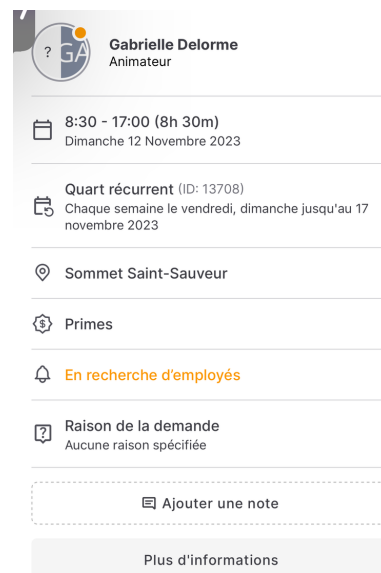 ? GA
Gabrielle Delorme
Animateur
8:30 - 17:00 (8h 30m)
Dimanche 12 Novembre 2023
Quart récurrent (ID: 13708)
Chaque semaine le vendredi, dimanche jusqu'au 17
novembre 2023
Sommet Saint-Sauveur
Primes
En recherche d'employés
Raison de la demande
Aucune raison spécifiée
Ajouter une note
Plus d'informations